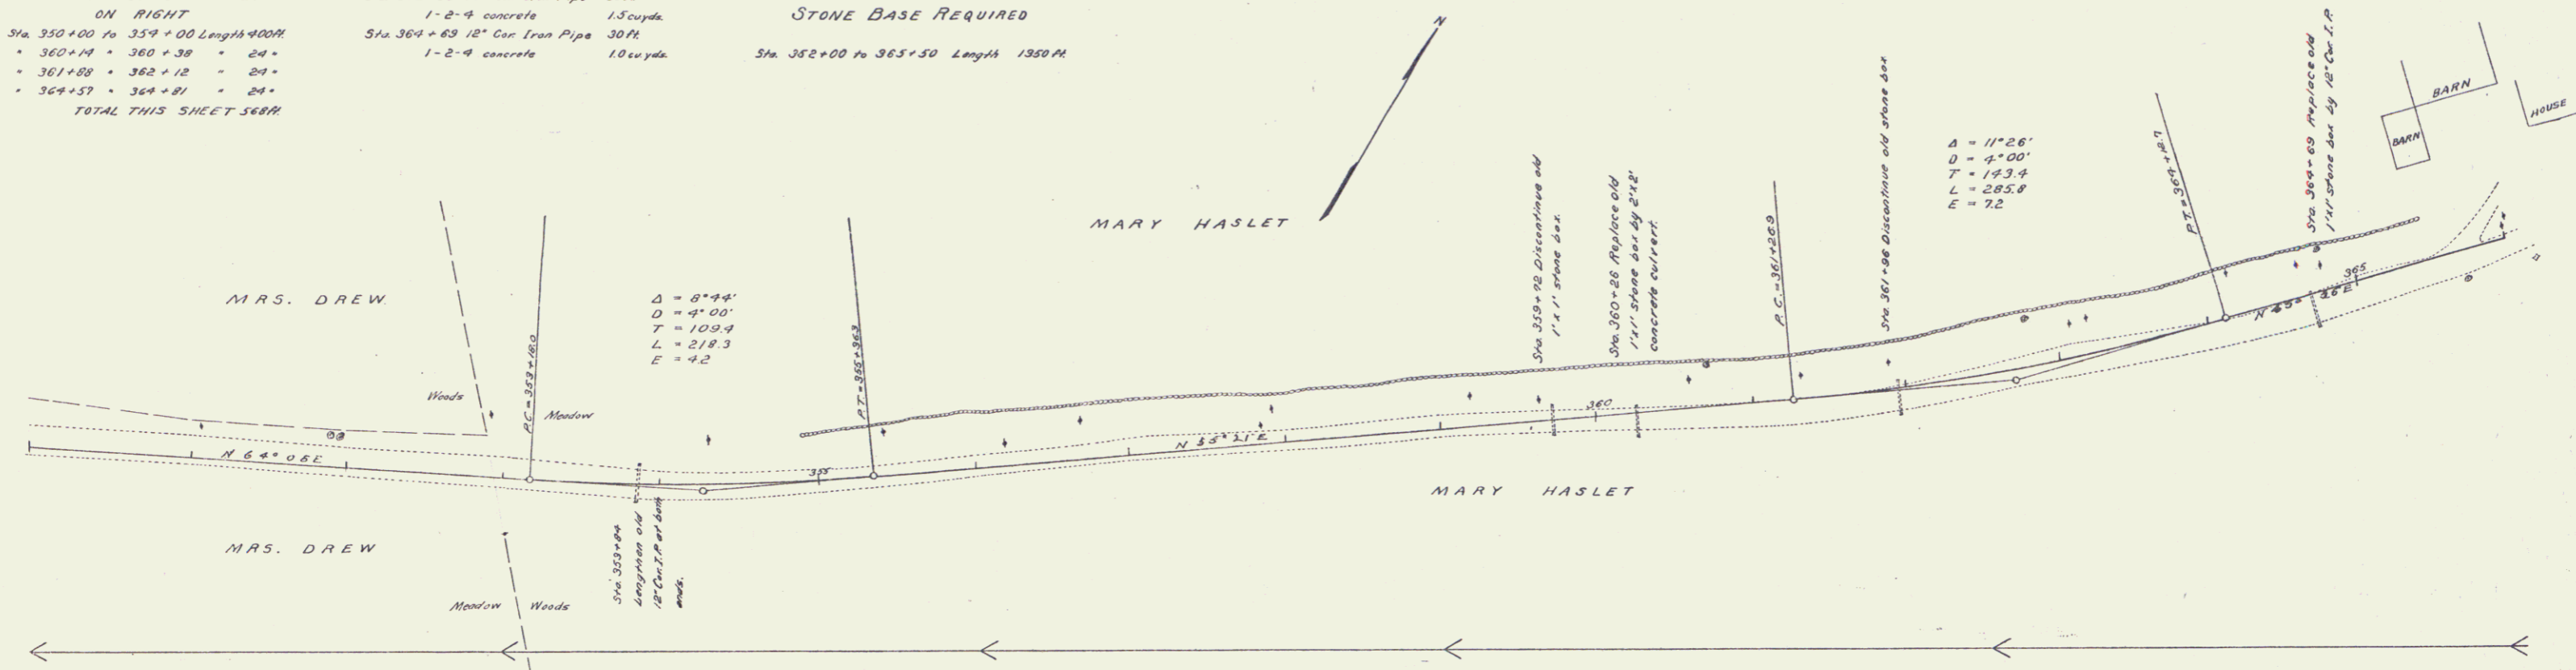 ON RIGHT
Sta. 350+00 to 354+00 Length 400ft.
" 360+14 " 360+38 " 24 "
" 361+88 " 362+12 " 24 "
" 364+57 " 364+81 " 24 "
TOTAL THIS SHEET 568ft.
1-2-4 concrete 1.5 cu.yds.
Sta. 364+69 12" Cor. Iron Pipe 30 ft.
1-2-4 concrete 1.0 cu.yds.
STONE BASE REQUIRED
Sta. 352+00 to 365+50 Length 1350 ft.
N
MRS. DREW
Woods
P.C.=353+18.0
Meadow
Δ = 8°44'
D = 4°00'
T = 109.4
L = 218.3
E = 4.2
P.T.=355+36.3
MARY HASLET
Sta. 359+72 Discontinue old
1'x1' stone box.
Sta. 360+26 Replace old
1'x1' stone box by 2'x2'
concrete culvert.
P.C.=361+26.9
Sta. 361+96 Discontinue old stone box
Δ = 11°26'
D = 4°00'
T = 143.4
L = 285.8
E = 7.2
P.T.=364+12.7
Sta. 364+69 Replace old
1'x1' stone box by 12" Cor. I.P.
BARN
BARN
HOUSE
N 64°05E
355
N 55°21'E
360
365
MRS. DREW
Sta. 353+84
Lengthen old
12" Cor. I.P. at both
ends.
MARY HASLET
Meadow
Woods